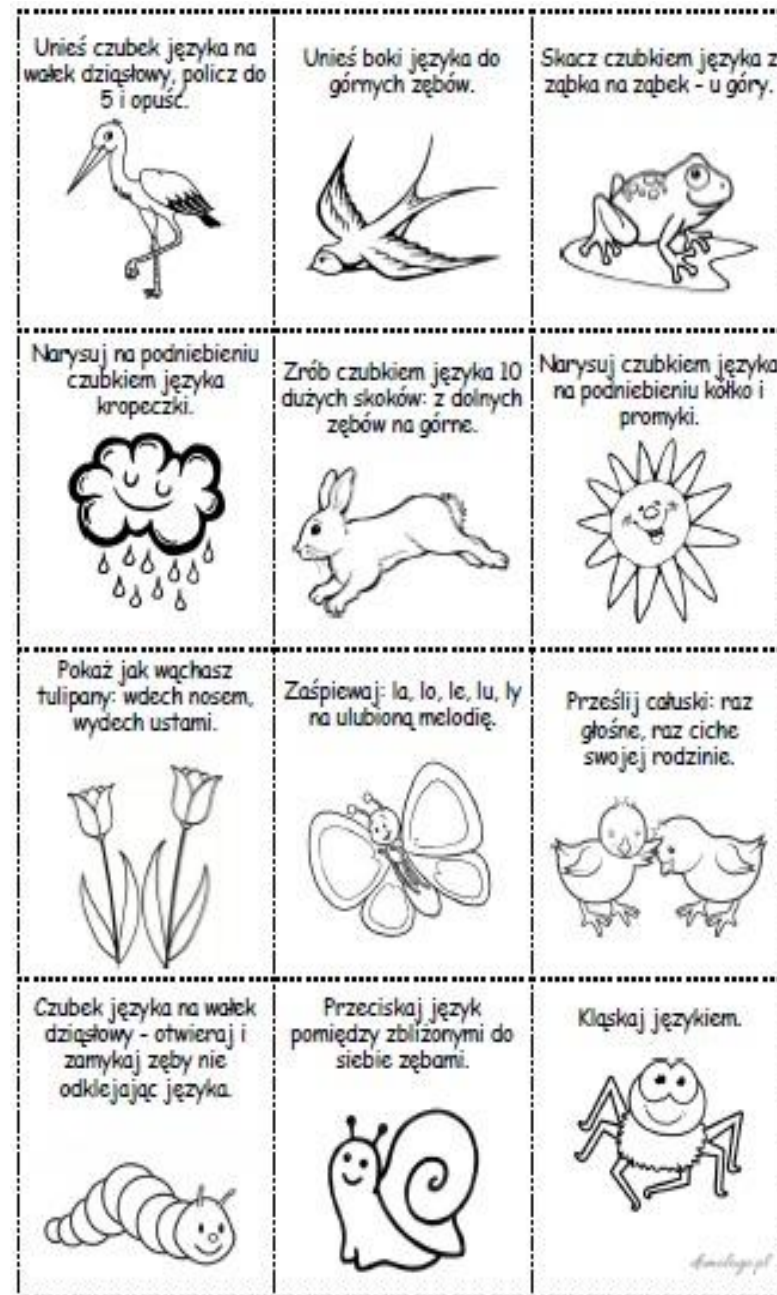 Unieś czubek języka na
wałek dziąsłowy, policz do
5 i opuść.
Unieś boki języka do
górnych zębów.
Skacz czubkiem języka z
ząbka na ząbek - u góry.
Narysuj na podniebieniu
czubkiem języka
kropeczki.
Zrób czubkiem języka 10
dużych skoków: z dolnych
zębów na górne.
Narysuj czubkiem języka
na podniebieniu kółko i
promyki.
Pokaż jak wąchasz
tulipany: wdech nosem,
wydech ustami.
Zaśpiewaj: la, lo, le, lu, ly
na ulubioną melodię.
Prześlij całuski: raz
głośne, raz ciche
swojej rodzinie.
Czubek języka na wałek
dziąsłowy - otwieraj i
zamykaj zęby nie
odklejając języka.
Przeciskaj język
pomiędzy zbliżonymi do
siebie zębami.
Kląskaj językiem.